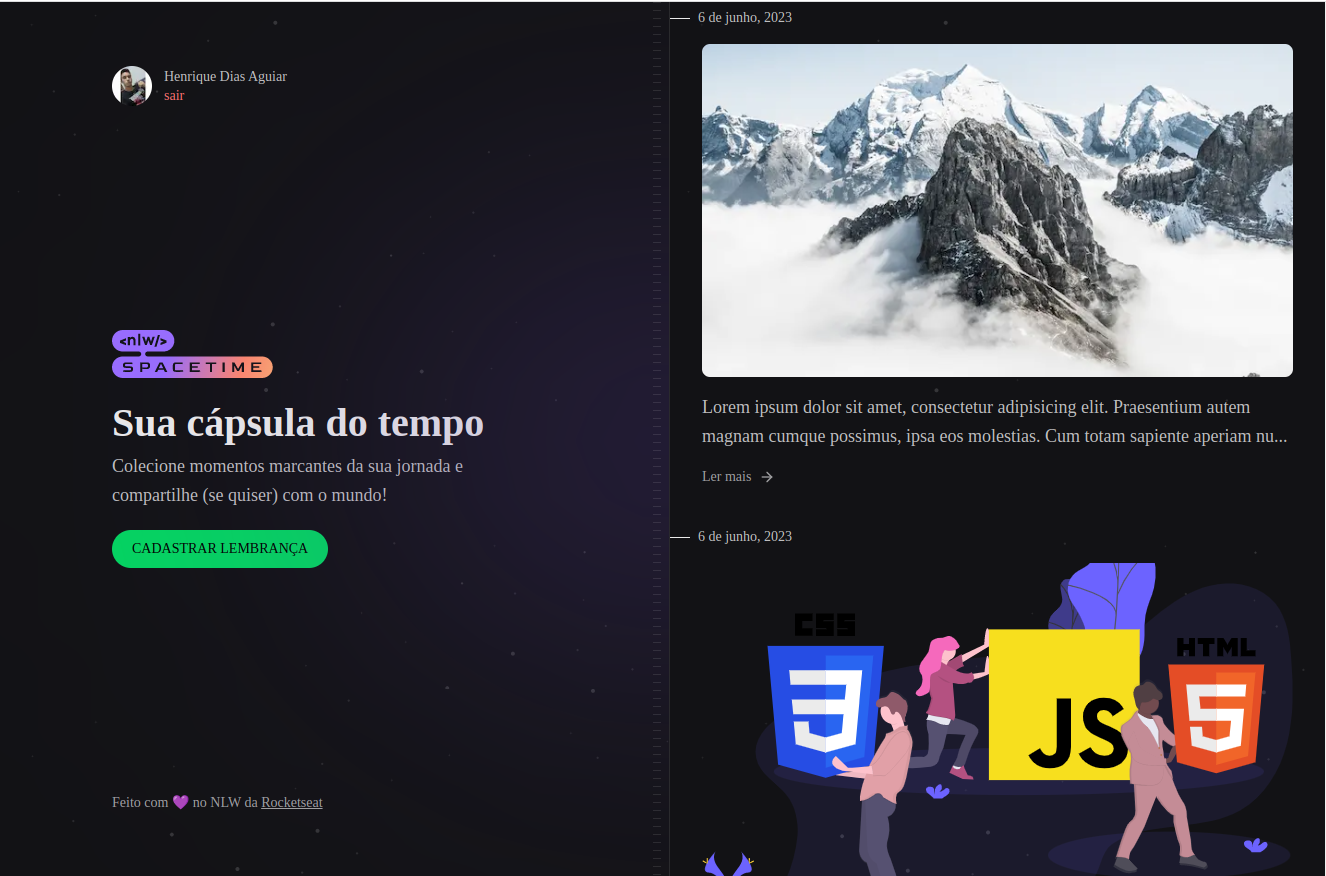 Henrique Dias Aguiar
sair
<nlw/>
SPACETIME
Sua cápsula do tempo
Colecione momentos marcantes da sua jornada e
compartilhe (se quiser) com o mundo!
CADASTRAR LEMBRANÇA
Feito com 💜 no NLW da Rocketseat
6 de junho, 2023
Lorem ipsum dolor sit amet, consectetur adipisicing elit. Praesentium autem
magnam cumque possimus, ipsa eos molestias. Cum totam sapiente aperiam nu...
Ler mais →
6 de junho, 2023
CSS
3
JS
HTML
5